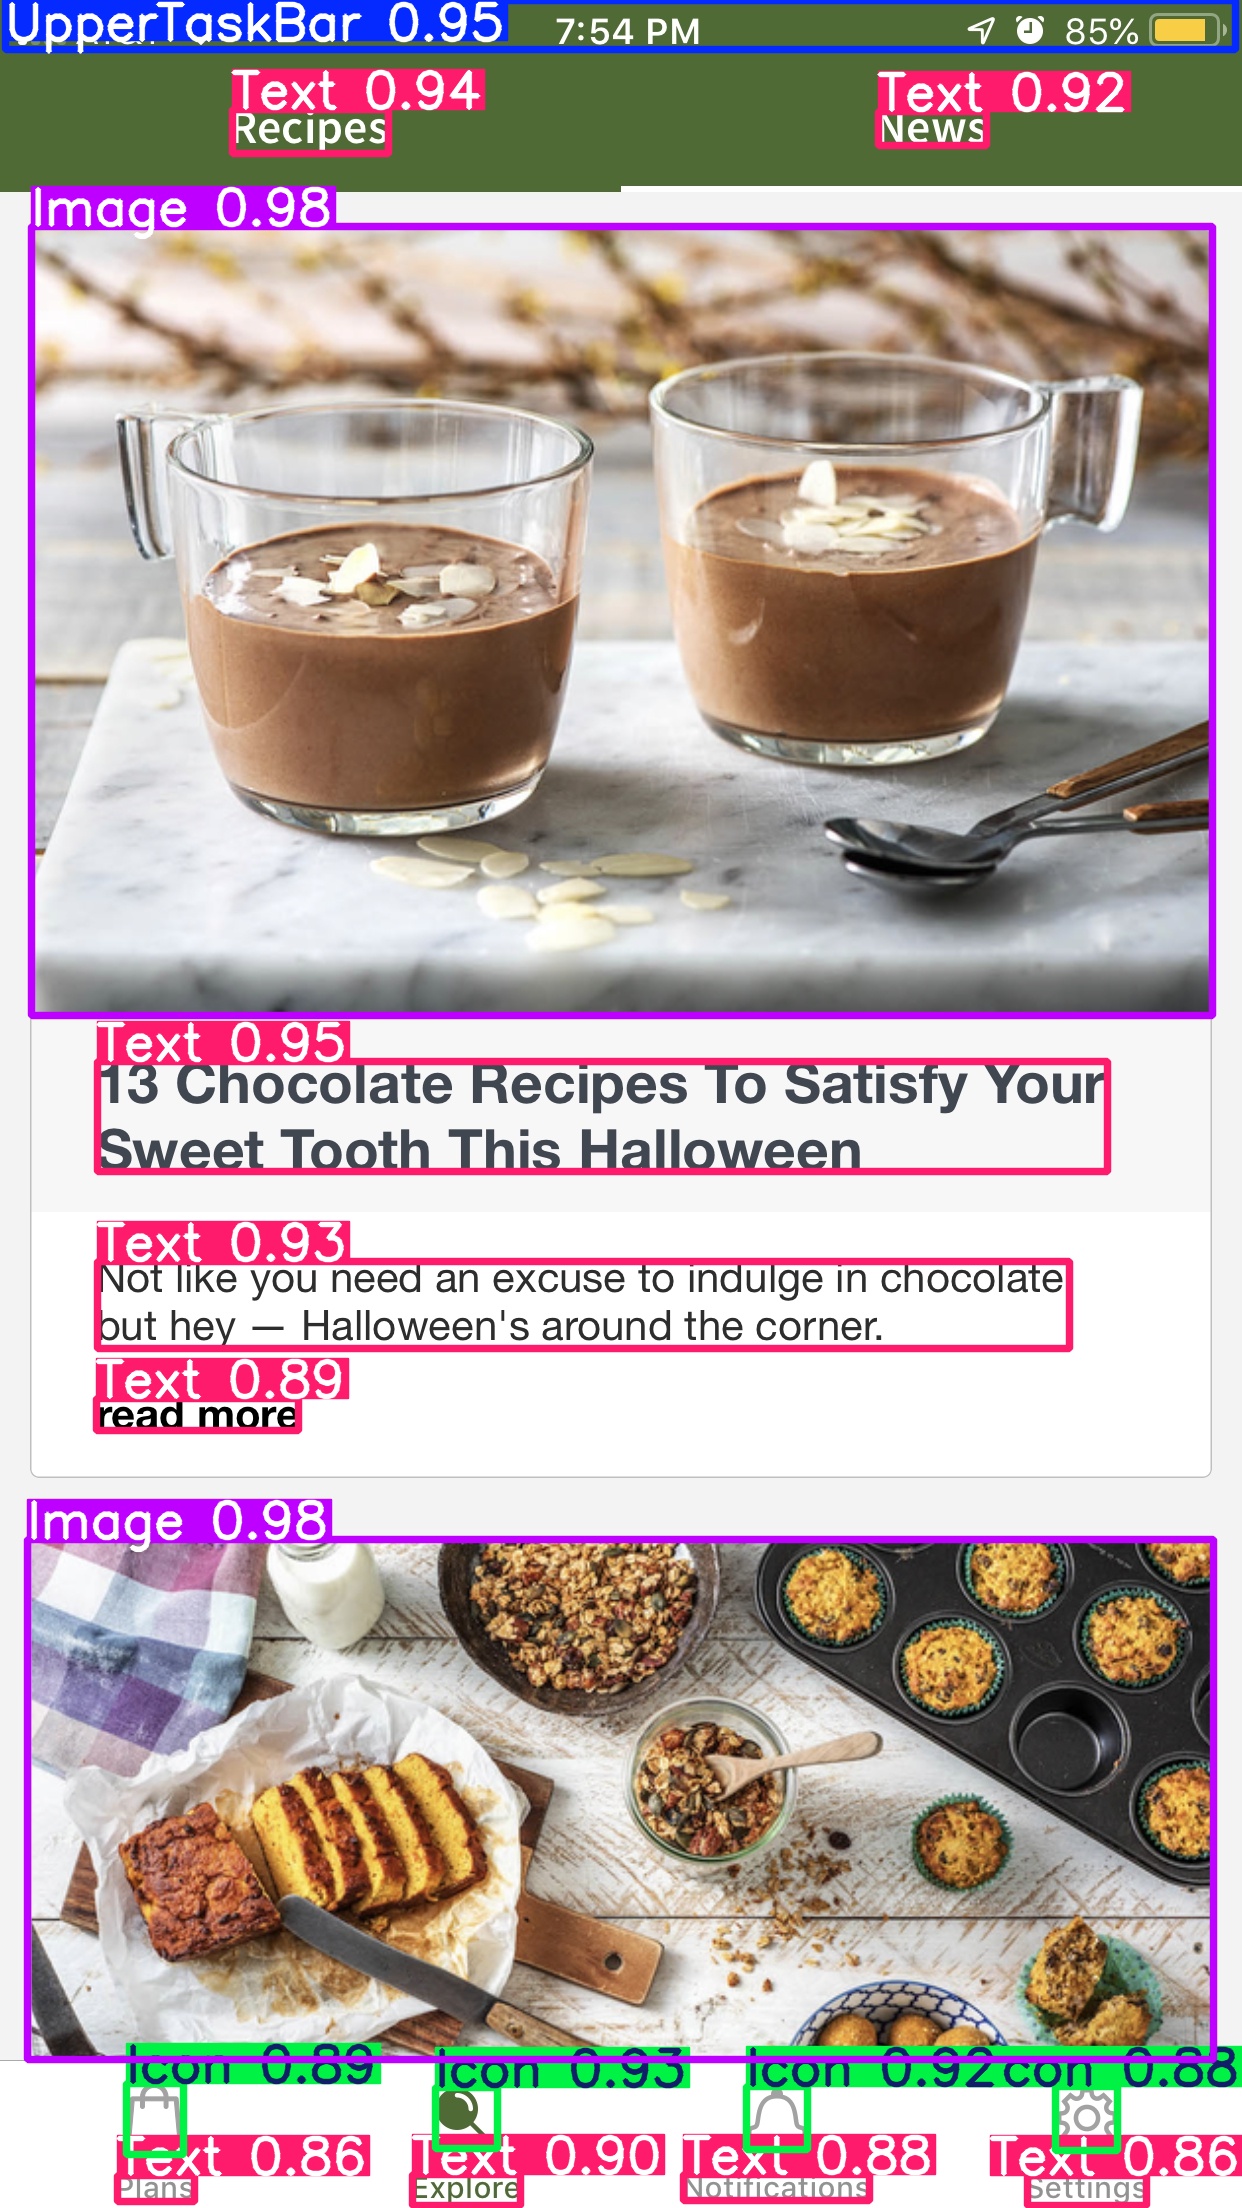 UpperTaskBar 0.95
7:54 PM
85%
Text 0.94
Text 0.92
Recipes
News
Image 0.98
Text 0.95
13 Chocolate Recipes To Satisfy Your
Sweet Tooth This Halloween
Text 0.93
Not like you need an excuse to indulge in chocolate
but hey — Halloween's around the corner.
Text 0.89
read more
Image 0.98
Icon 0.89
Icon 0.93
Icon 0.92
con 0.88
Text 0.86
Text 0.90
Text 0.88
Text 0.86
Plans
Explore
Notifications
Settings